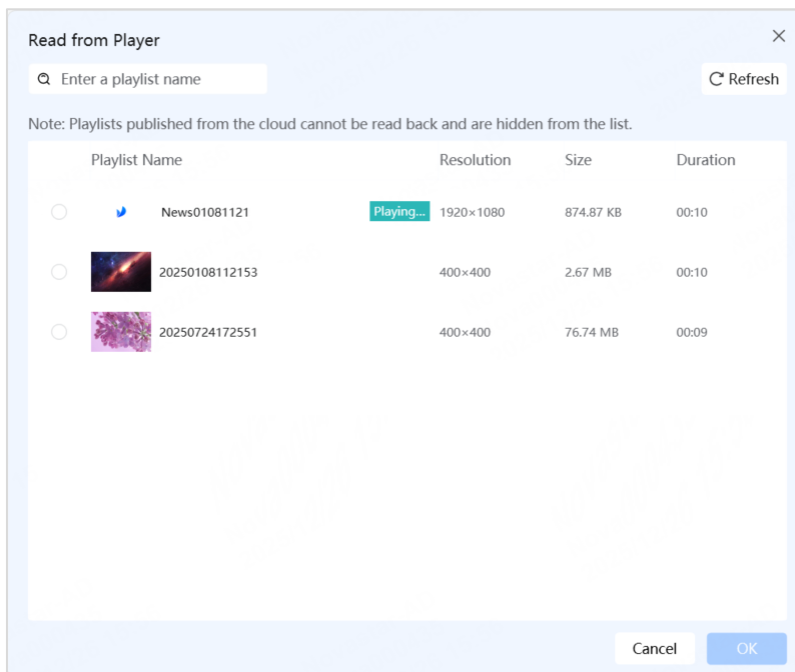 Read from Player
Enter a playlist name
Refresh
Note: Playlists published from the cloud cannot be read back and are hidden from the list.
Playlist Name Resolution Size Duration
News01081121 Playing... 1920×1080 874.87 KB 00:10
20250108112153 400×400 2.67 MB 00:10
20250724172551 400×400 76.74 MB 00:09
Cancel OK